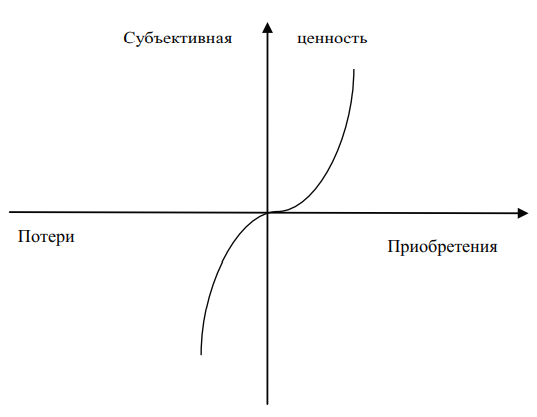 Субъективная ценность
Потери
Приобретения